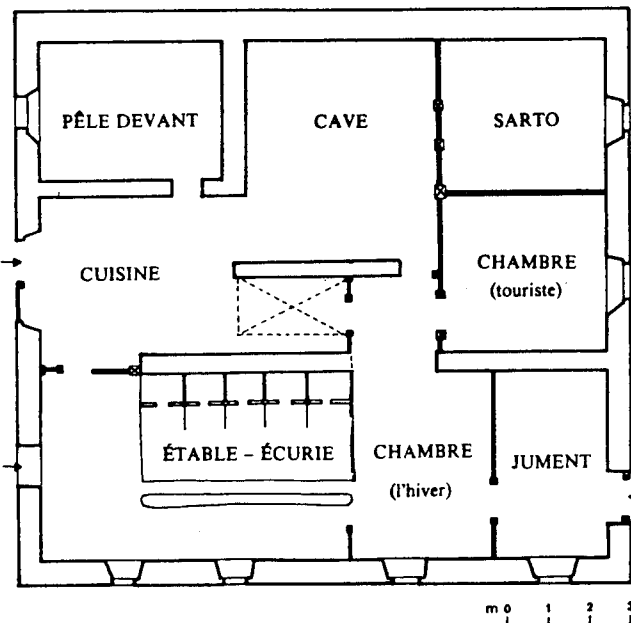 PÊLE DEVANT
CAVE
SARTO
CUISINE
CHAMBRE
(touriste)
ÉTABLE – ÉCURIE
CHAMBRE
(l'hiver)
JUMENT
m 0 1 2 3